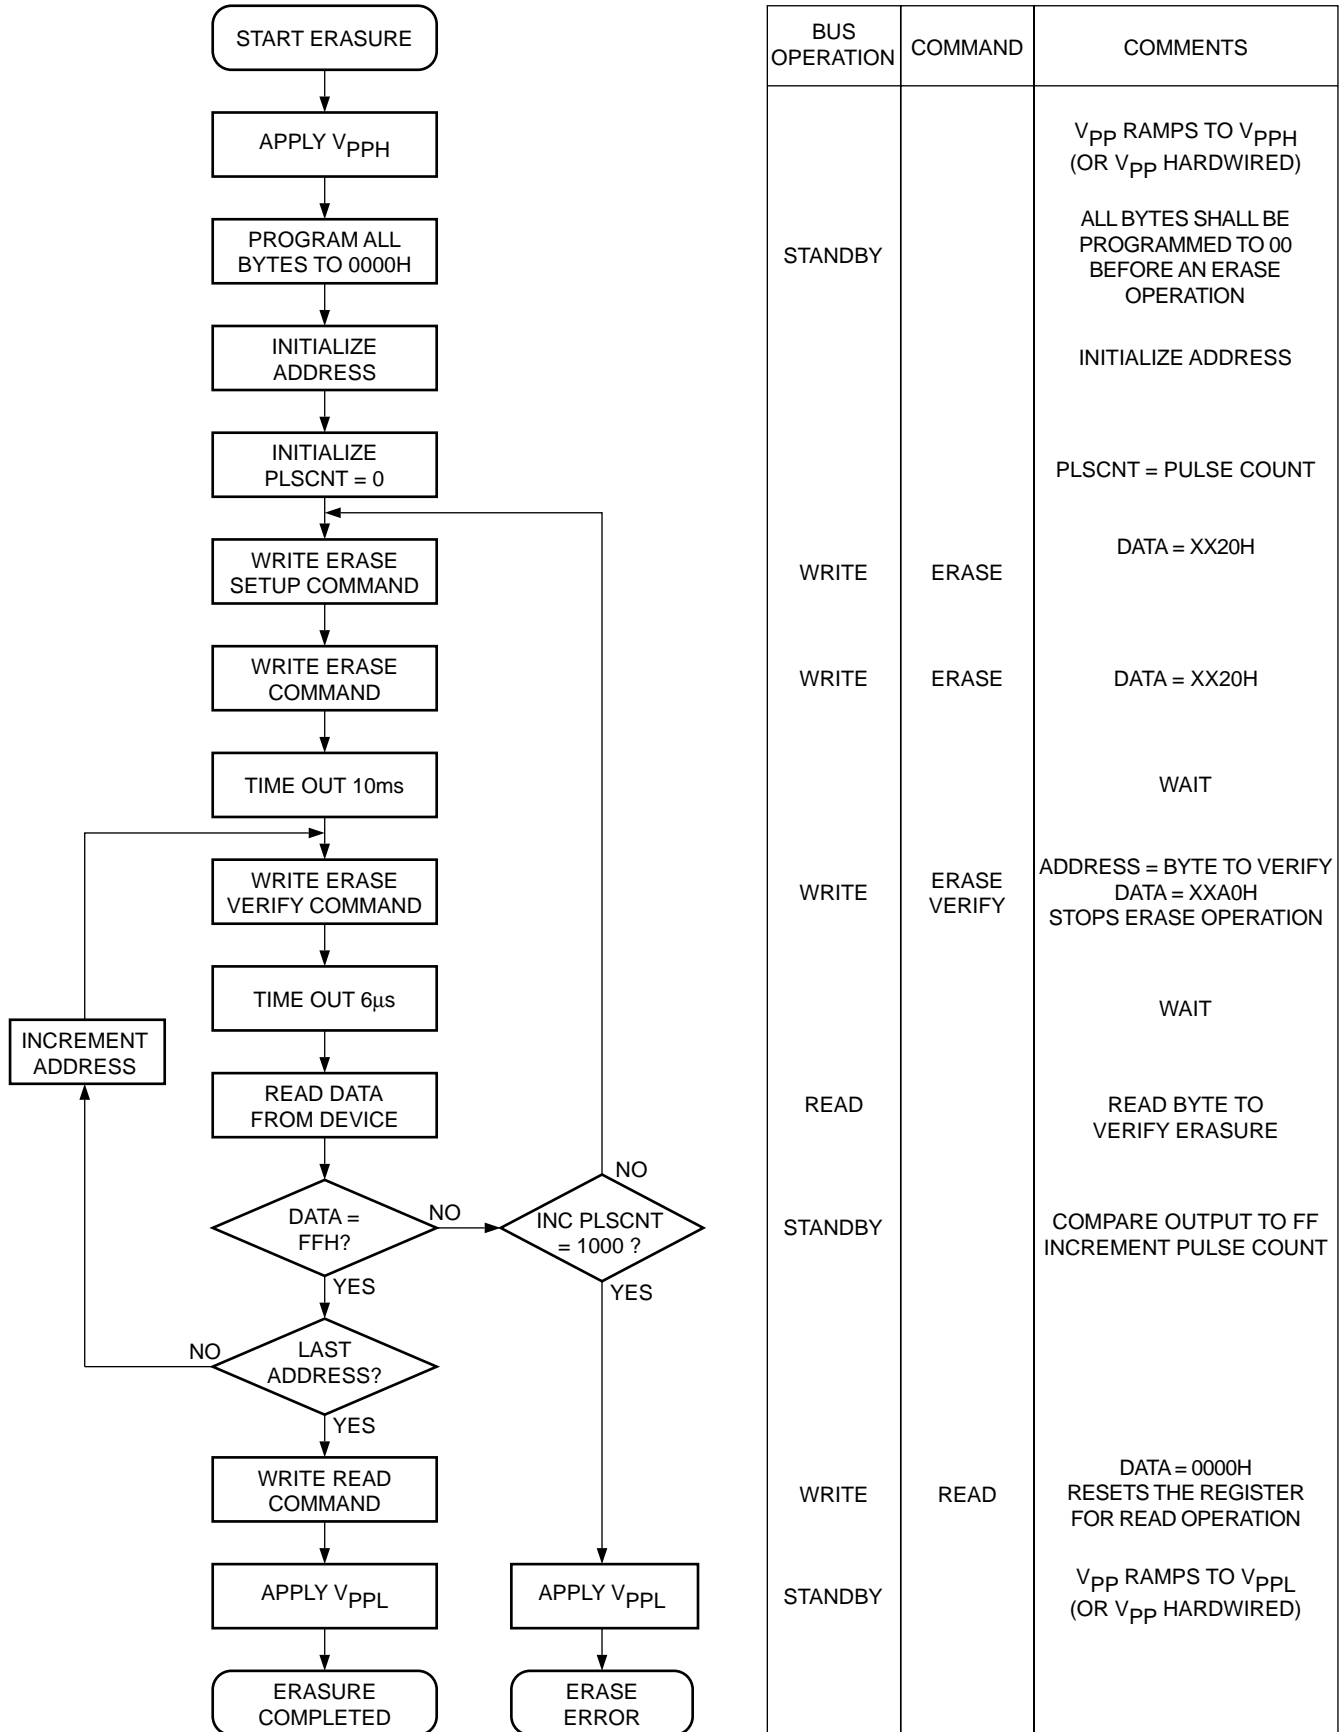 START ERASURE
APPLY VPPH
PROGRAM ALL
BYTES TO 0000H
INITIALIZE
ADDRESS
INITIALIZE
PLSCNT = 0
WRITE ERASE
SETUP COMMAND
WRITE ERASE
COMMAND
TIME OUT 10ms
WRITE ERASE
VERIFY COMMAND
TIME OUT 6μs
INCREMENT
ADDRESS
READ DATA
FROM DEVICE
DATA =
FFH?
NO
YES
INC PLSCNT
= 1000 ?
NO
YES
LAST
ADDRESS?
NO
YES
WRITE READ
COMMAND
APPLY VPPL
ERASURE
COMPLETED
APPLY VPPL
ERASE
ERROR
BUS
OPERATION
COMMAND
COMMENTS
VPP RAMPS TO VPPH
(OR VPP HARDWIRED)
STANDBY
ALL BYTES SHALL BE
PROGRAMMED TO 00
BEFORE AN ERASE
OPERATION
INITIALIZE ADDRESS
PLSCNT = PULSE COUNT
WRITE
ERASE
DATA = XX20H
WRITE
ERASE
DATA = XX20H
WAIT
WRITE
ERASE
VERIFY
ADDRESS = BYTE TO VERIFY
DATA = XXA0H
STOPS ERASE OPERATION
WAIT
READ
READ BYTE TO
VERIFY ERASURE
STANDBY
COMPARE OUTPUT TO FF
INCREMENT PULSE COUNT
WRITE
READ
DATA = 0000H
RESETS THE REGISTER
FOR READ OPERATION
STANDBY
VPP RAMPS TO VPPL
(OR VPP HARDWIRED)